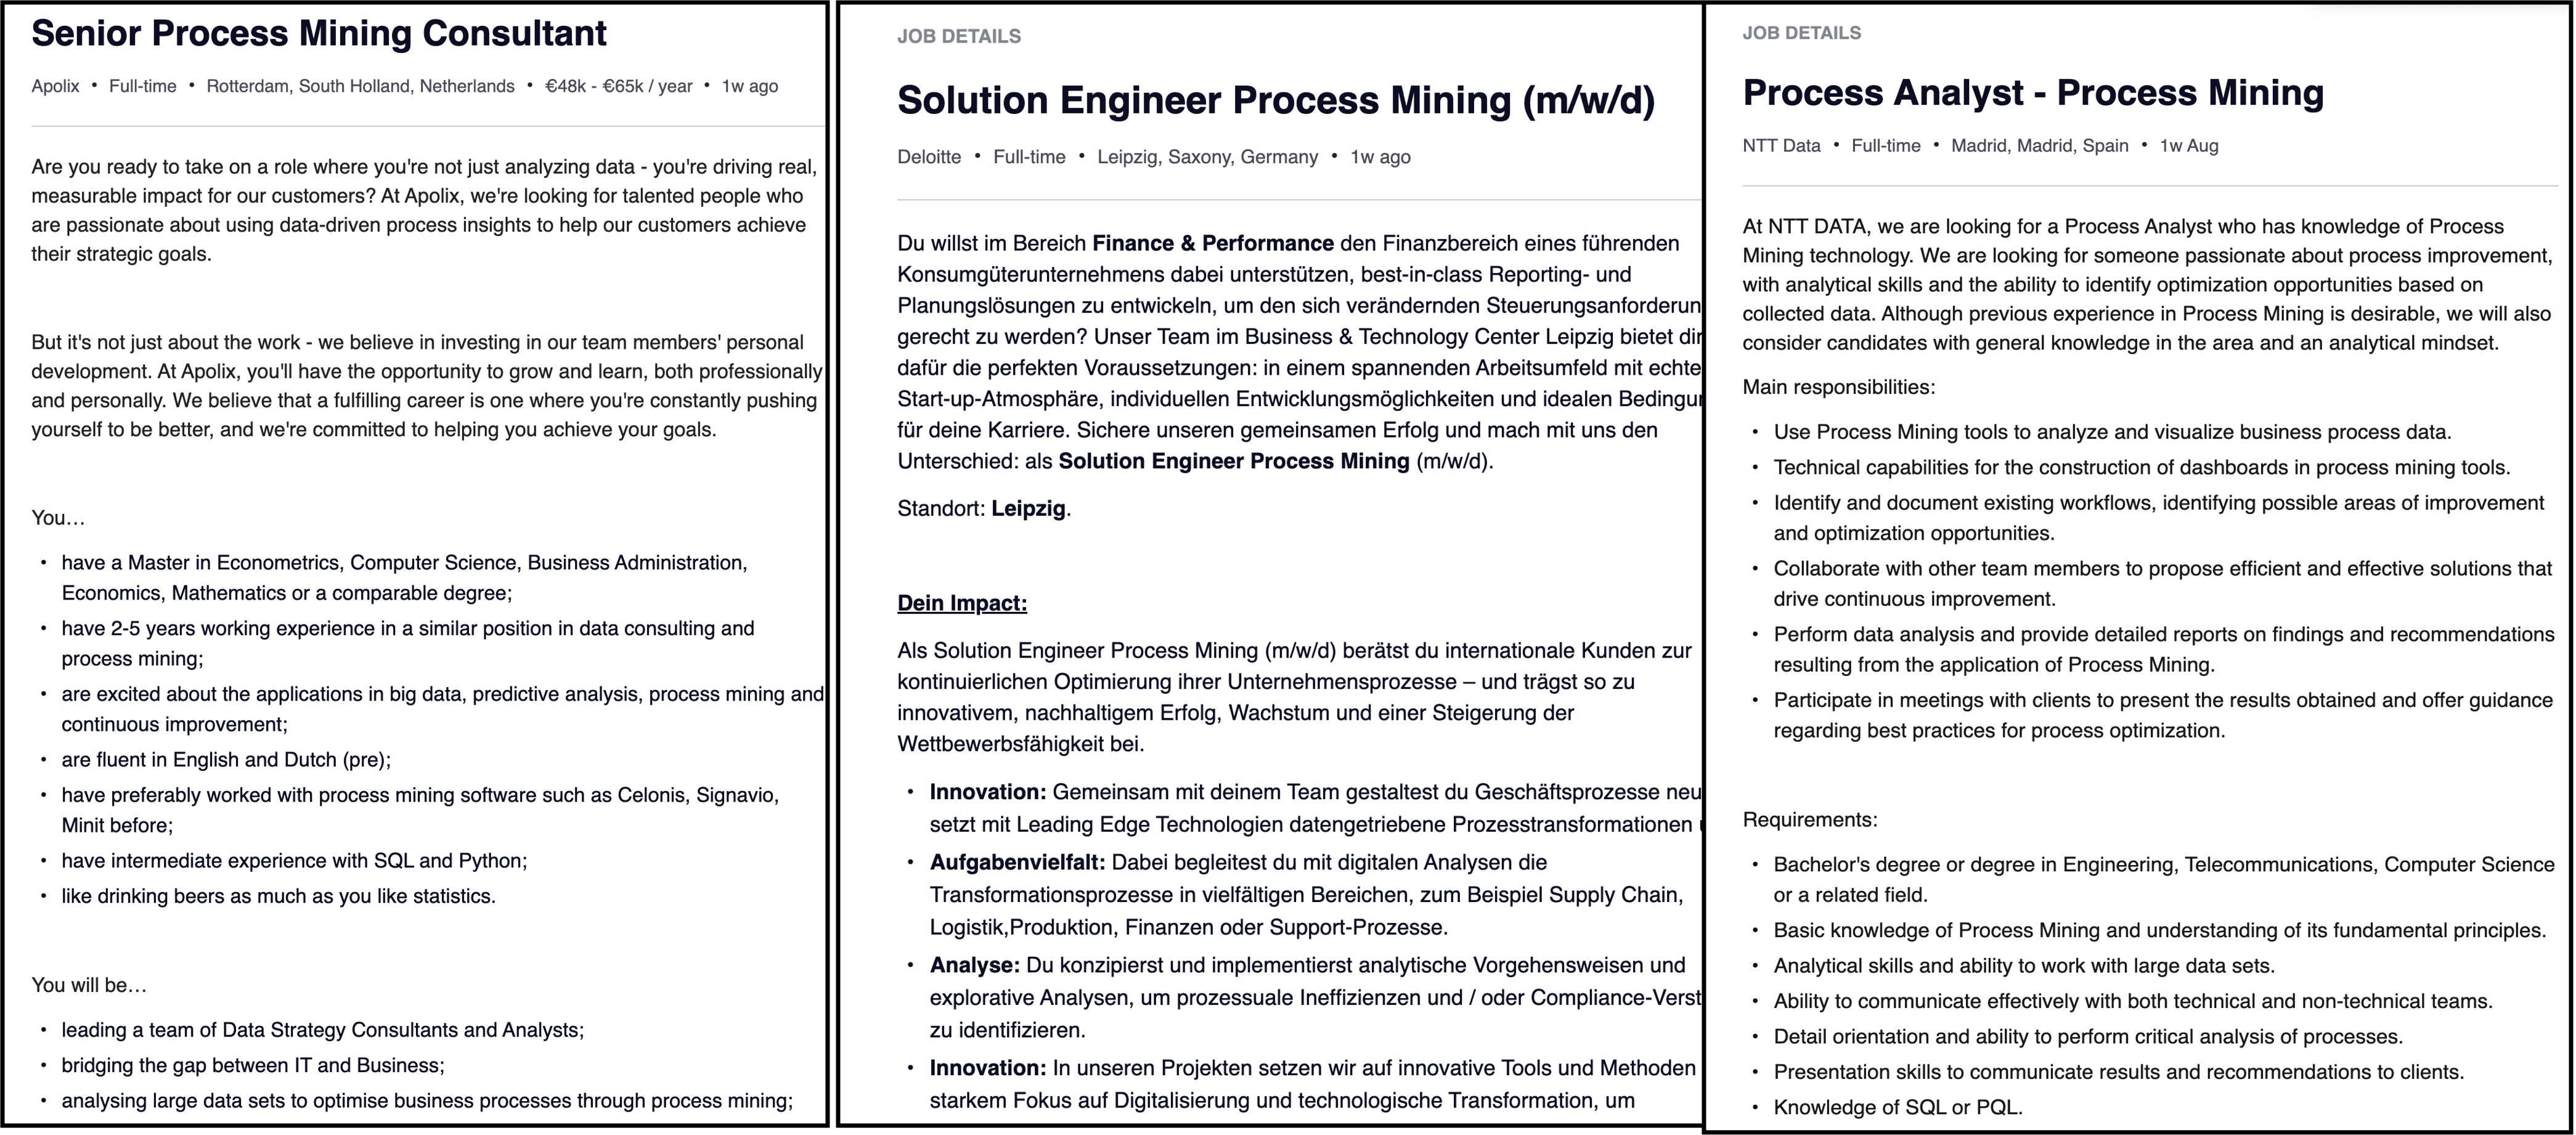 Senior Process Mining Consultant
Apolix • Full-time • Rotterdam, South Holland, Netherlands • €48k - €65k / year • 1w ago
Are you ready to take on a role where you're not just analyzing data - you're driving real,
measurable impact for our customers? At Apolix, we're looking for talented people who
are passionate about using data-driven process insights to help our customers achieve
their strategic goals.
But it's not just about the work - we believe in investing in our team members' personal
development. At Apolix, you'll have the opportunity to grow and learn, both professionally
and personally. We believe that a fulfilling career is one where you're constantly pushing
yourself to be better, and we're committed to helping you achieve your goals.
You…
• have a Master in Econometrics, Computer Science, Business Administration,
Economics, Mathematics or a comparable degree;
• have 2-5 years working experience in a similar position in data consulting and
process mining;
• are excited about the applications in big data, predictive analysis, process mining and
continuous improvement;
• are fluent in English and Dutch (pre);
• have preferably worked with process mining software such as Celonis, Signavio,
Minit before;
• have intermediate experience with SQL and Python;
• like drinking beers as much as you like statistics.
You will be…
• leading a team of Data Strategy Consultants and Analysts;
• bridging the gap between IT and Business;
• analysing large data sets to optimise business processes through process mining;
JOB DETAILS
Solution Engineer Process Mining (m/w/d)
Deloitte • Full-time • Leipzig, Saxony, Germany • 1w ago
Du willst im Bereich Finance & Performance den Finanzbereich eines führenden
Konsumgüterunternehmens dabei unterstützen, best-in-class Reporting- und
Planungslösungen zu entwickeln, um den sich verändernden Steuerungsanforderun
gerecht zu werden? Unser Team im Business & Technology Center Leipzig bietet dir
dafür die perfekten Voraussetzungen: in einem spannenden Arbeitsumfeld mit echte
Start-up-Atmosphäre, individuellen Entwicklungsmöglichkeiten und idealen Bedingun
für deine Karriere. Sichere unseren gemeinsamen Erfolg und mach mit uns den
Unterschied: als Solution Engineer Process Mining (m/w/d).
Standort: Leipzig.
Dein Impact:
Als Solution Engineer Process Mining (m/w/d) berätst du internationale Kunden zur
kontinuierlichen Optimierung ihrer Unternehmensprozesse – und trägst so zu
innovativem, nachhaltigem Erfolg, Wachstum und einer Steigerung der
Wettbewerbsfähigkeit bei.
• Innovation: Gemeinsam mit deinem Team gestaltest du Geschäftsprozesse neu
setzt mit Leading Edge Technologien datengetriebene Prozesstransformationen
• Aufgabenvielfalt: Dabei begleitest du mit digitalen Analysen die
Transformationsprozesse in vielfältigen Bereichen, zum Beispiel Supply Chain,
Logistik,Produktion, Finanzen oder Support-Prozesse.
• Analyse: Du konzipierst und implementierst analytische Vorgehensweisen und
explorative Analysen, um prozessuale Ineffizienzen und / oder Compliance-Verst
zu identifizieren.
• Innovation: In unseren Projekten setzen wir auf innovative Tools und Methoden
starkem Fokus auf Digitalisierung und technologische Transformation, um
JOB DETAILS
Process Analyst - Process Mining
NTT Data • Full-time • Madrid, Madrid, Spain • 1w Aug
At NTT DATA, we are looking for a Process Analyst who has knowledge of Process
Mining technology. We are looking for someone passionate about process improvement,
with analytical skills and the ability to identify optimization opportunities based on
collected data. Although previous experience in Process Mining is desirable, we will also
consider candidates with general knowledge in the area and an analytical mindset.
Main responsibilities:
• Use Process Mining tools to analyze and visualize business process data.
• Technical capabilities for the construction of dashboards in process mining tools.
• Identify and document existing workflows, identifying possible areas of improvement
and optimization opportunities.
• Collaborate with other team members to propose efficient and effective solutions that
drive continuous improvement.
• Perform data analysis and provide detailed reports on findings and recommendations
resulting from the application of Process Mining.
• Participate in meetings with clients to present the results obtained and offer guidance
regarding best practices for process optimization.
Requirements:
• Bachelor's degree or degree in Engineering, Telecommunications, Computer Science
or a related field.
• Basic knowledge of Process Mining and understanding of its fundamental principles.
• Analytical skills and ability to work with large data sets.
• Ability to communicate effectively with both technical and non-technical teams.
• Detail orientation and ability to perform critical analysis of processes.
• Presentation skills to communicate results and recommendations to clients.
• Knowledge of SQL or PQL.